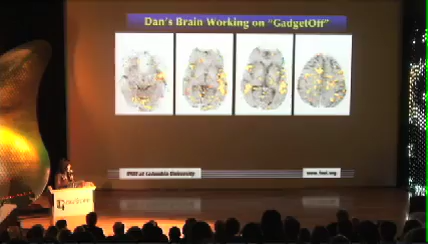 Dan's Brain Working on "GadgetOff"
fMRI at Columbia University
www.fmri.org